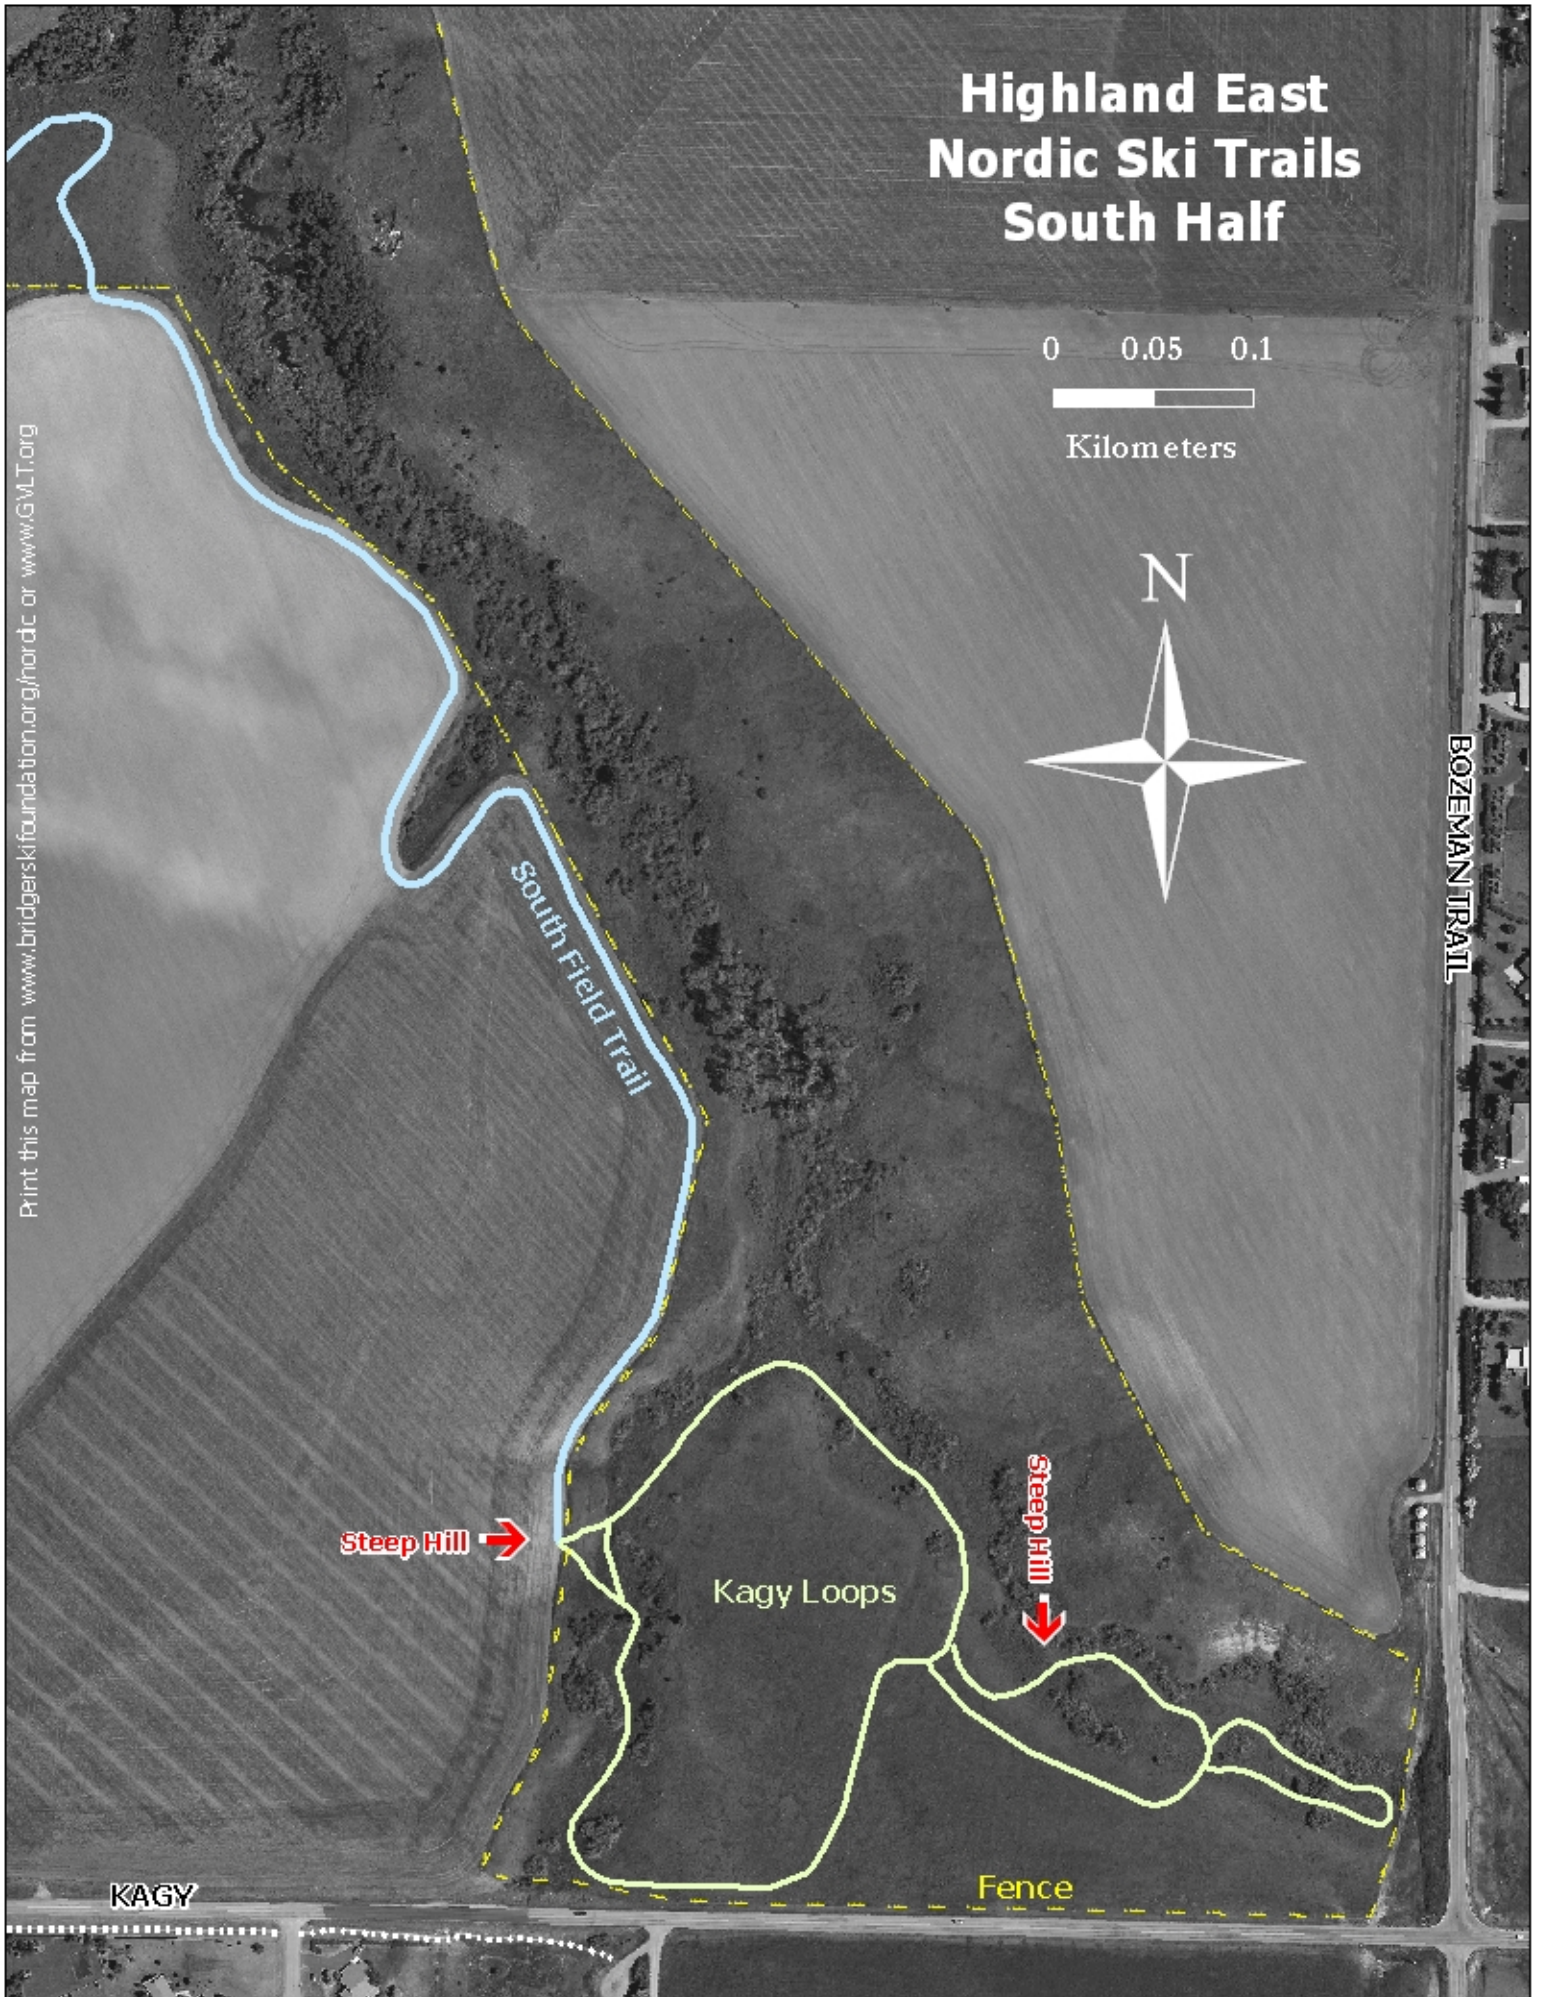 Highland East
Nordic Ski Trails
South Half
0 0.05 0.1
Kilometers
N
Print this map from www.bridgerskifoundation.org/nordic or www.GVLT.org
BOZEMAN TRAIL
South Field Trail
Steep Hill
Steep Hill
Kagy Loops
Fence
KAGY